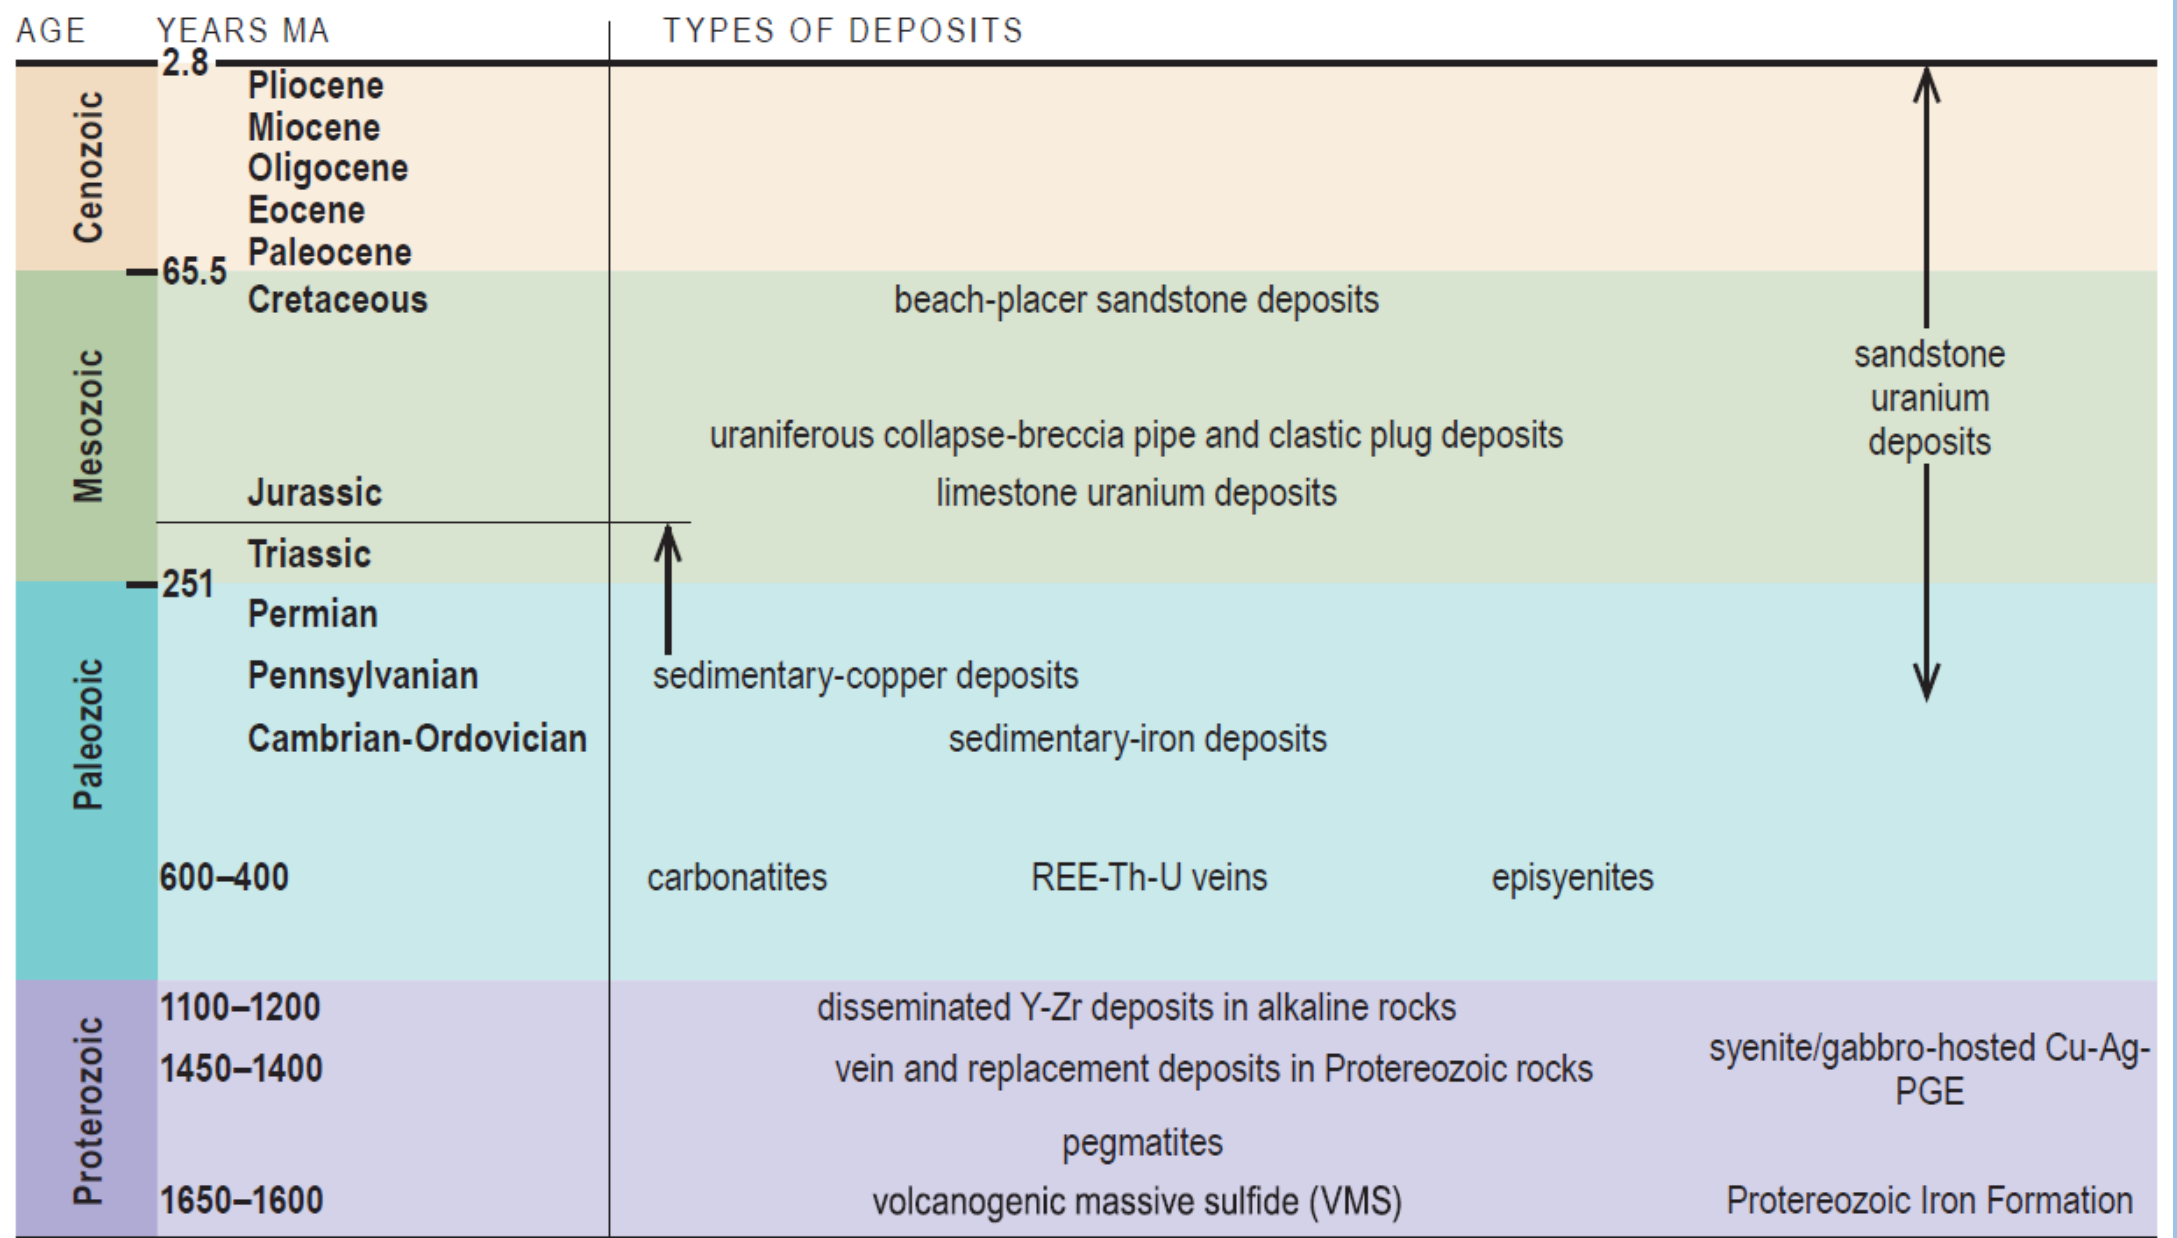 AGE YEARS MA TYPES OF DEPOSITS
2.8
Cenozoic
Pliocene
Miocene
Oligocene
Eocene
Paleocene
65.5
Mesozoic
Cretaceous beach-placer sandstone deposits
sandstone
uranium
deposits
uraniferous collapse-breccia pipe and clastic plug deposits
Jurassic limestone uranium deposits
Triassic
251
Paleozoic
Permian
Pennsylvanian sedimentary-copper deposits
Cambrian-Ordovician sedimentary-iron deposits
600–400 carbonatites REE-Th-U veins episyenites
Proterozoic
1100–1200 disseminated Y-Zr deposits in alkaline rocks
1450–1400 vein and replacement deposits in Protereozoic rocks
syenite/gabbro-hosted Cu-Ag-
PGE
pegmatites
1650–1600 volcanogenic massive sulfide (VMS) Protereozoic Iron Formation